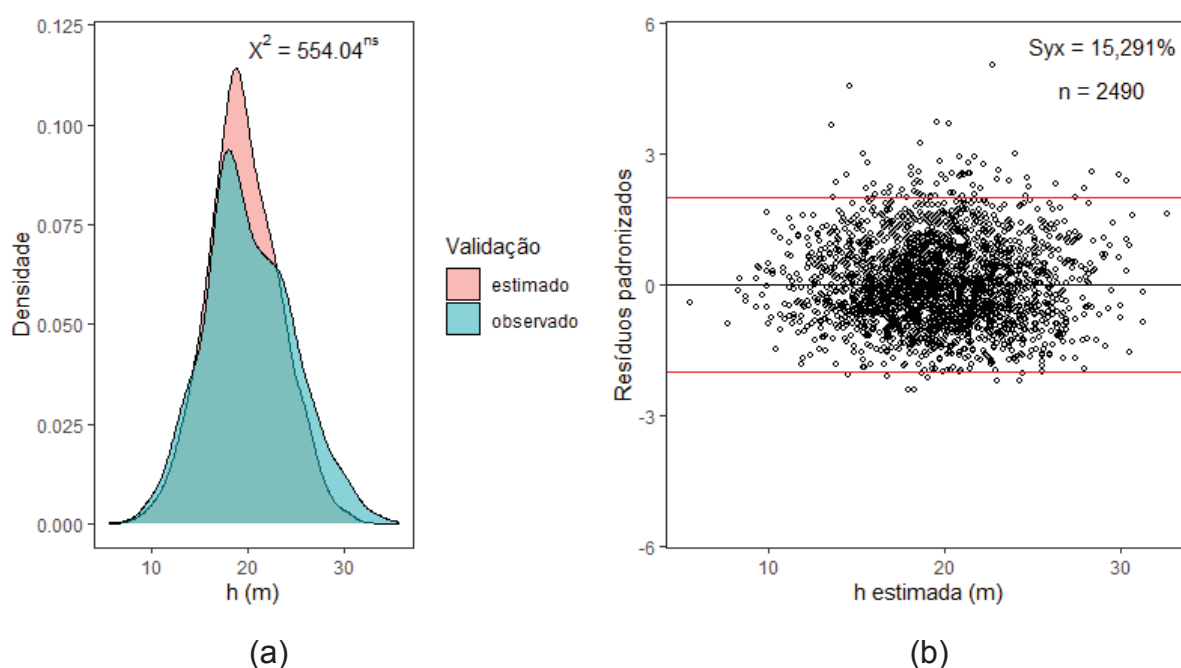 0.125
0.100
0.075
0.050
0.025
0.000
Densidade
X² = 554.04ⁿˢ
10 20 30
h (m)
Validação
estimado
observado
(a)
6
3
0
-3
-6
Resíduos padronizados
Syx = 15,291%
n = 2490
10 20 30
h estimada (m)
(b)